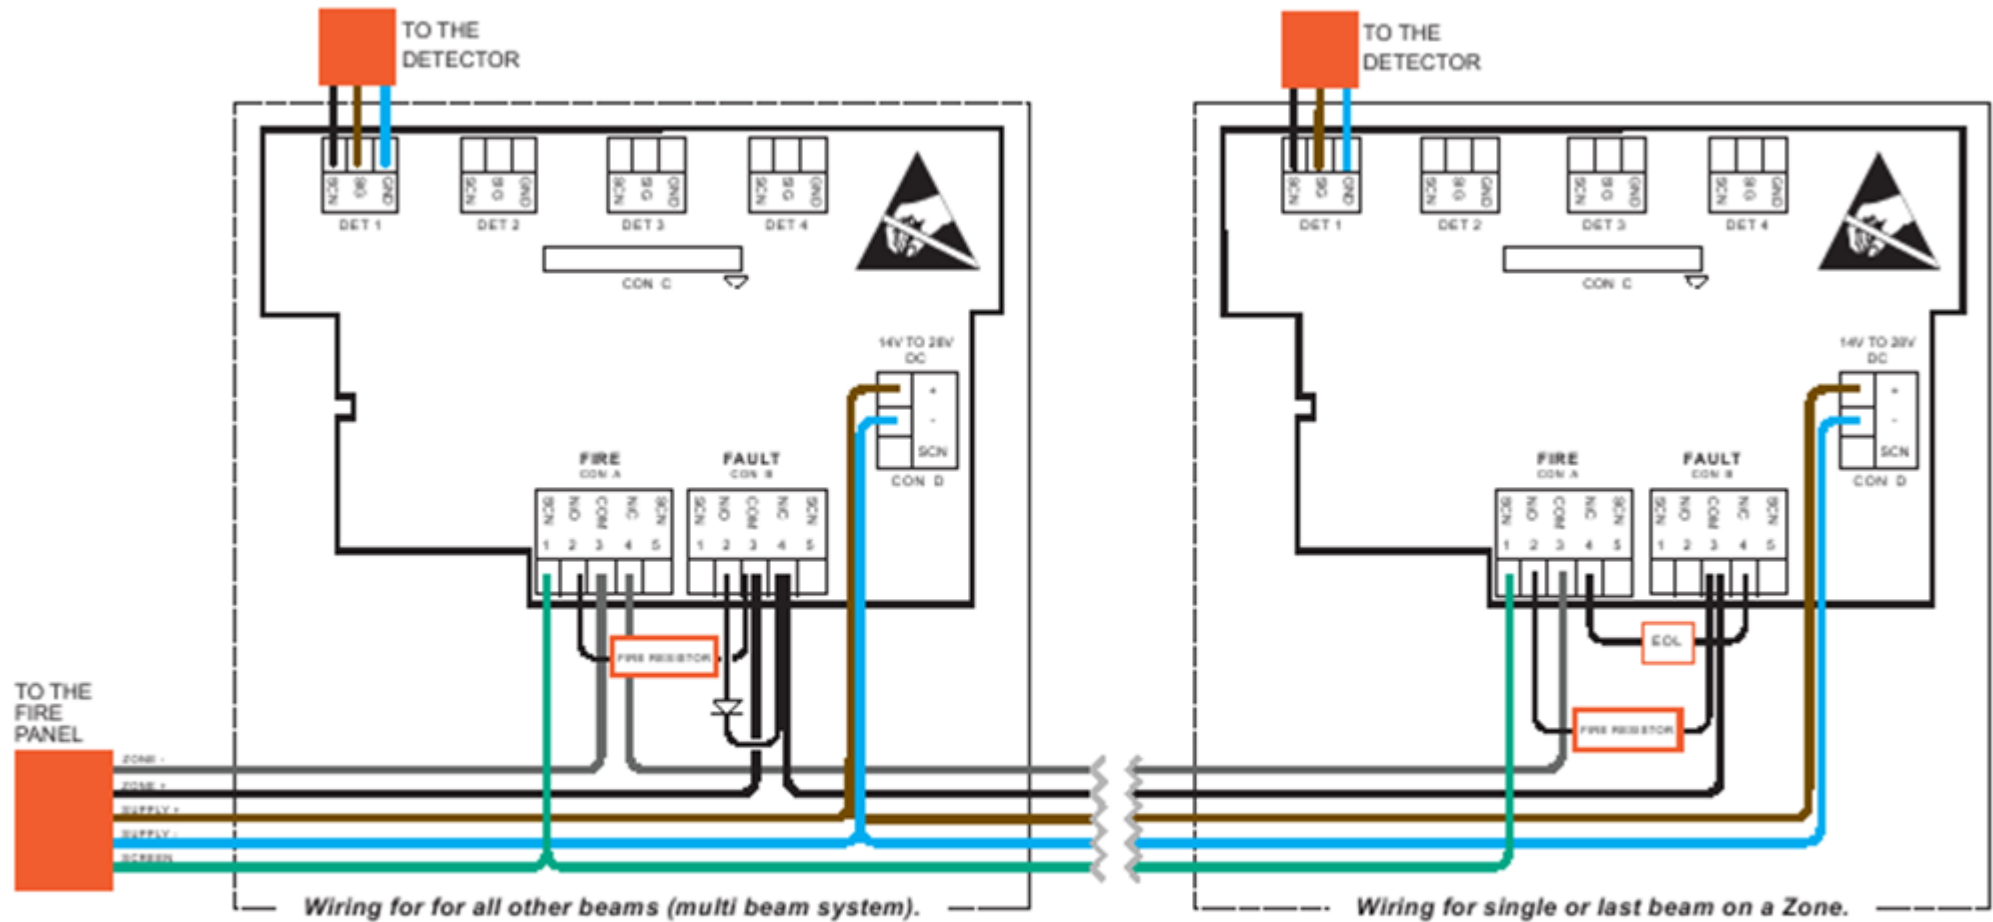 TO THE
DETECTOR
SCN
SIG
GND
DET 1
SCN
SIG
GND
DET 2
SCN
SIG
GND
DET 3
SCN
SIG
GND
DET 4
CON C
14V TO 28V
DC
+
-
SCN
CON D
FIRE
CON A
SCN
N/O
COM
N/C
SCN
1 2 3 4 5
FAULT
CON B
SCN
N/O
COM
N/C
SCN
1 2 3 4 5
FIRE RESISTOR
TO THE
FIRE
PANEL
ZONE -
ZONE +
SUPPLY +
SUPPLY -
SCREEN
Wiring for for all other beams (multi beam system).
TO THE
DETECTOR
SCN
SIG
GND
DET 1
SCN
SIG
GND
DET 2
SCN
SIG
GND
DET 3
SCN
SIG
GND
DET 4
CON C
14V TO 28V
DC
+
-
SCN
CON D
FIRE
CON A
SCN
N/O
COM
N/C
SCN
1 2 3 4 5
FAULT
CON B
SCN
N/O
COM
N/C
SCN
1 2 3 4 5
EOL
FIRE RESISTOR
Wiring for single or last beam on a Zone.